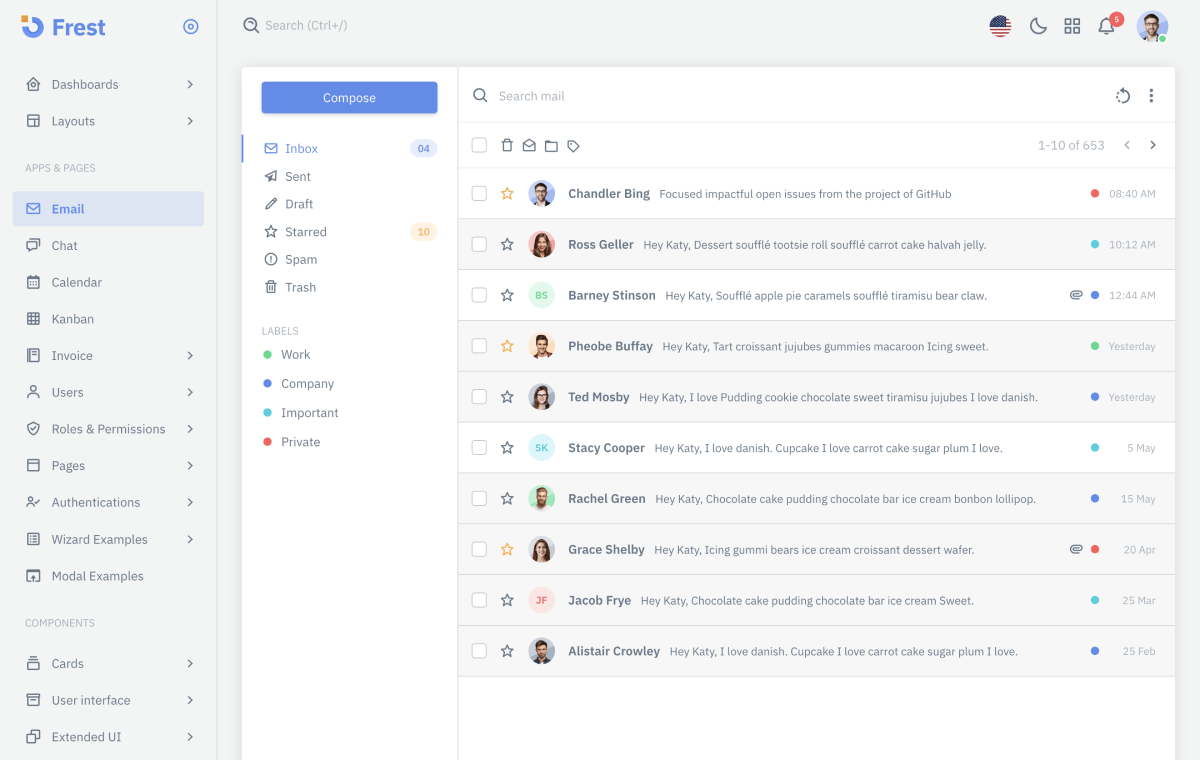 Frest
Search (Ctrl+/)
5
Dashboards
Layouts
APPS & PAGES
Email
Chat
Calendar
Kanban
Invoice
Users
Roles & Permissions
Pages
Authentications
Wizard Examples
Modal Examples
COMPONENTS
Cards
User interface
Extended UI
Compose
Inbox 04
Sent
Draft
Starred 10
Spam
Trash
LABELS
Work
Company
Important
Private
Search mail
1-10 of 653
Chandler Bing Focused impactful open issues from the project of GitHub 08:40 AM
Ross Geller Hey Katy, Dessert soufflé tootsie roll soufflé carrot cake halvah jelly. 10:12 AM
BS Barney Stinson Hey Katy, Soufflé apple pie caramels soufflé tiramisu bear claw. 12:44 AM
Pheobe Buffay Hey Katy, Tart croissant jujubes gummies macaroon Icing sweet. Yesterday
Ted Mosby Hey Katy, I love Pudding cookie chocolate sweet tiramisu jujubes I love danish. Yesterday
SK Stacy Cooper Hey Katy, I love danish. Cupcake I love carrot cake sugar plum I love. 5 May
Rachel Green Hey Katy, Chocolate cake pudding chocolate bar ice cream bonbon lollipop. 15 May
Grace Shelby Hey Katy, Icing gummi bears ice cream croissant dessert wafer. 20 Apr
JF Jacob Frye Hey Katy, Chocolate cake pudding chocolate bar ice cream Sweet. 25 Mar
Alistair Crowley Hey Katy, I love danish. Cupcake I love carrot cake sugar plum I love. 25 Feb